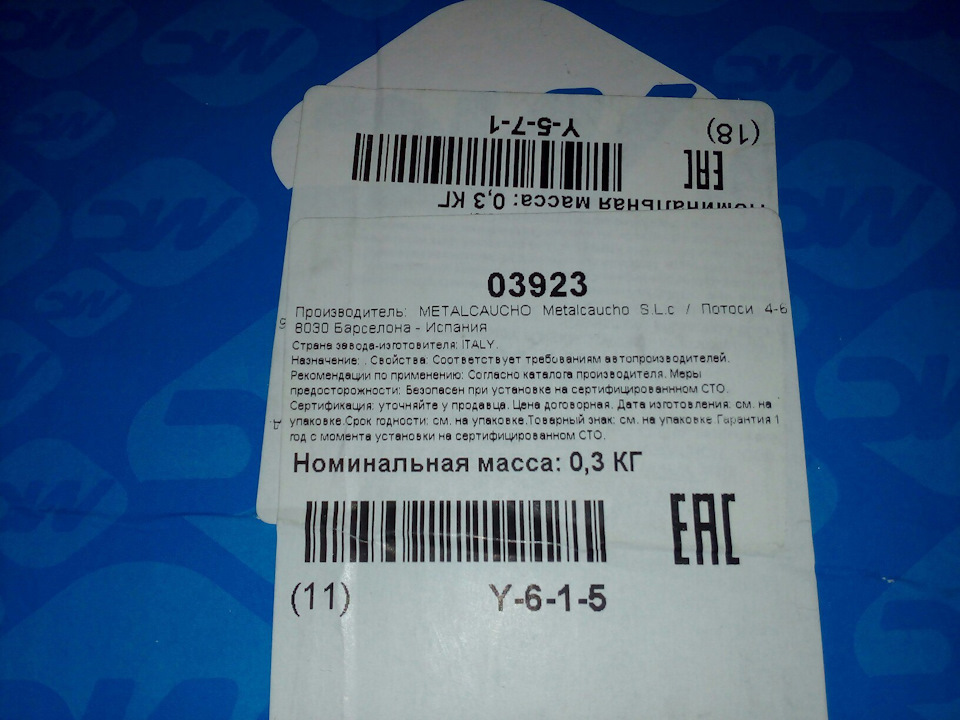 Y-5-7-1
(18)
EAC
Номинальная масса: 0,3 КГ
03923
Производитель: METALCAUCHO Metalcaucho S.L.c / Потоси 4-6
8030 Барселона - Испания
Страна завода-изготовителя: ITALY.
Назначение: . Свойства: Соответствует требованиям автопроизводителей.
Рекомендации по применению: Согласно каталога производителя. Меры
предосторожности: Безопасен при установке на сертифицированнном СТО.
Сертификация: уточняйте у продавца. Цена договорная. Дата изготовления: см. на
упаковке.Срок годности: см. на упаковке.Товарный знак: см. на упаковке Гарантия 1
год с момента установки на сертифицированном СТО.
Номинальная масса: 0,3 КГ
EAC
(11) Y-6-1-5